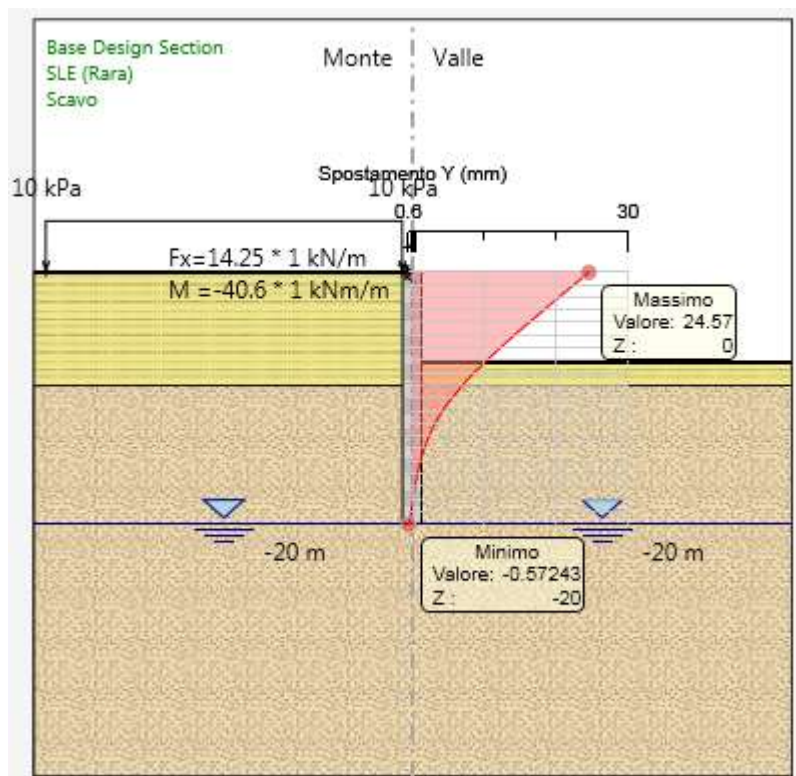 Base Design Section
SLE (Rara)
Scavo
Monte
Valle
Spostamento Y (mm)
10 kPa
10 kPa
0.6
30
Fx=14.25 * 1 kN/m
M =-40.6 * 1 kNm/m
Massimo
Valore: 24.57
Z : 0
-20 m
-20 m
Minimo
Valore: -0.57243
Z : -20